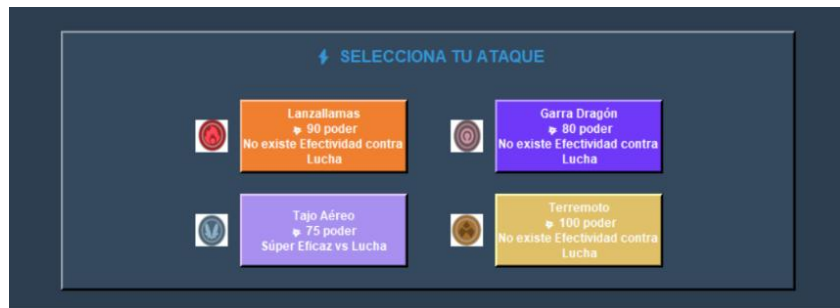 SELECCIONA TU ATAQUE
Lanzallamas
90 poder
No existe Efectividad contra
Lucha
Garra Dragón
80 poder
No existe Efectividad contra
Lucha
Tajo Aéreo
75 poder
Súper Eficaz vs Lucha
Terremoto
100 poder
No existe Efectividad contra
Lucha